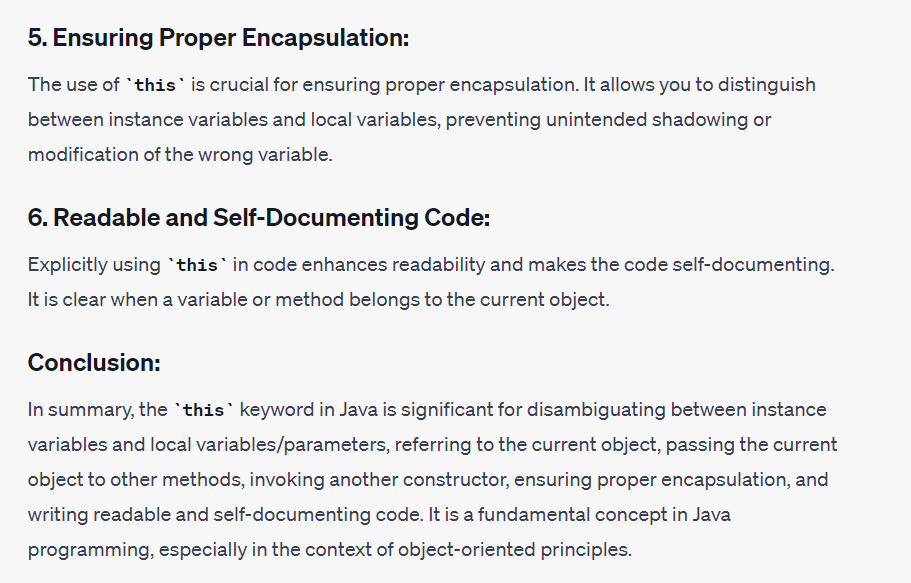 5. Ensuring Proper Encapsulation:
The use of `this` is crucial for ensuring proper encapsulation. It allows you to distinguish
between instance variables and local variables, preventing unintended shadowing or
modification of the wrong variable.
6. Readable and Self-Documenting Code:
Explicitly using `this` in code enhances readability and makes the code self-documenting.
It is clear when a variable or method belongs to the current object.
Conclusion:
In summary, the `this` keyword in Java is significant for disambiguating between instance
variables and local variables/parameters, referring to the current object, passing the current
object to other methods, invoking another constructor, ensuring proper encapsulation, and
writing readable and self-documenting code. It is a fundamental concept in Java
programming, especially in the context of object-oriented principles.